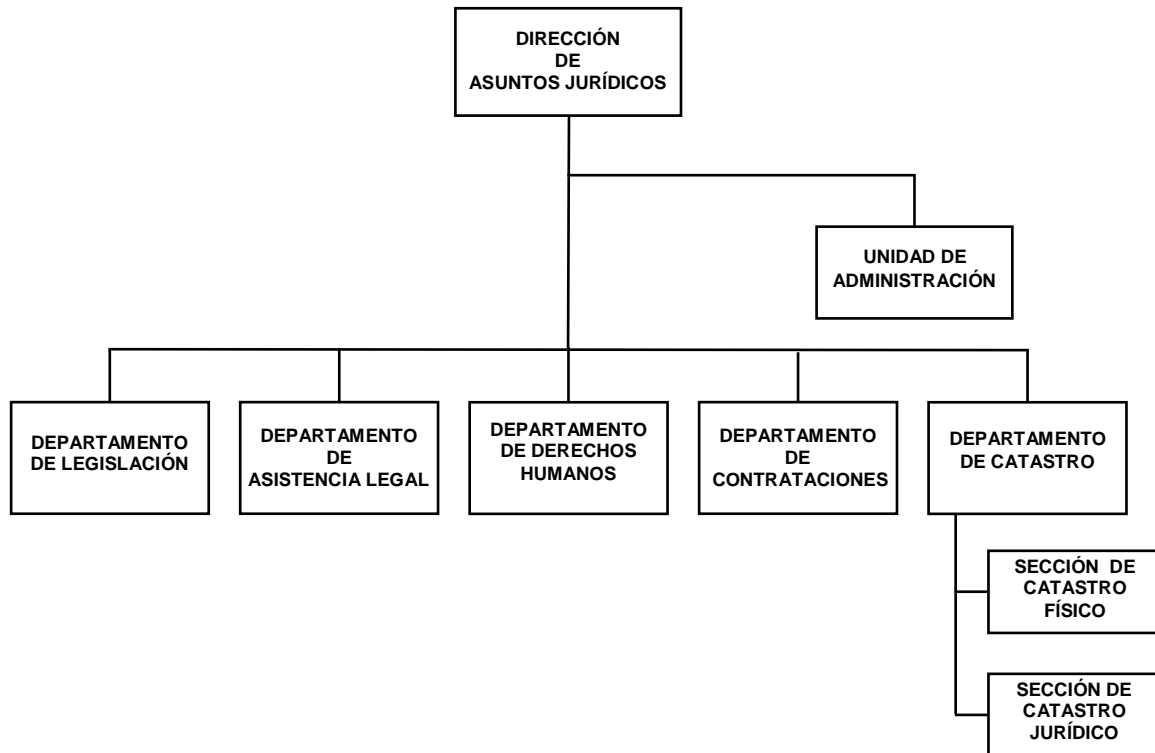 DIRECCIÓN
DE
ASUNTOS JURÍDICOS
UNIDAD DE
ADMINISTRACIÓN
DEPARTAMENTO
DE LEGISLACIÓN
DEPARTAMENTO
DE
ASISTENCIA LEGAL
DEPARTAMENTO
DE DERECHOS
HUMANOS
DEPARTAMENTO
DE
CONTRATACIONES
DEPARTAMENTO
DE CATASTRO
SECCIÓN DE
CATASTRO
FÍSICO
SECCIÓN DE
CATASTRO
JURÍDICO